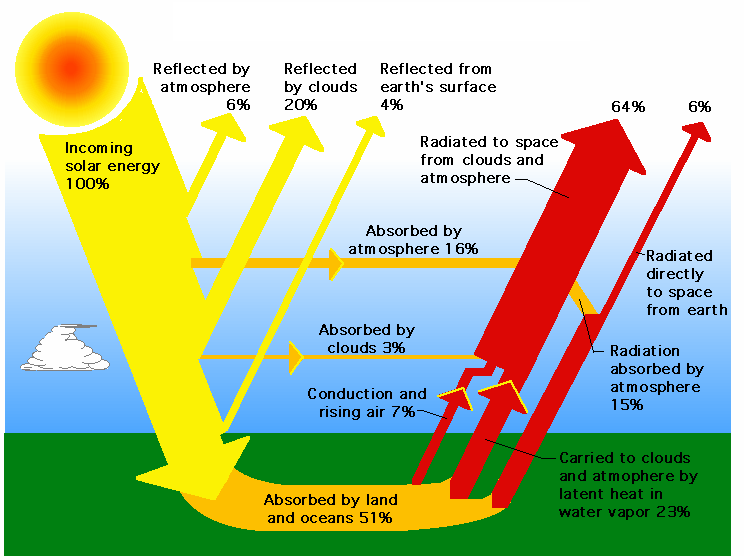 Reflected by
atmosphere
6%
Reflected
by clouds
20%
Reflected from
earth's surface
4%
64%
6%
Incoming
solar energy
100%
Radiated to space
from clouds and
atmosphere
Absorbed by
atmosphere 16%
Radiated
directly
to space
from earth
Absorbed by
clouds 3%
Radiation
absorbed by
atmosphere
15%
Conduction and
rising air 7%
Carried to clouds
and atmophere by
latent heat in
water vapor 23%
Absorbed by land
and oceans 51%